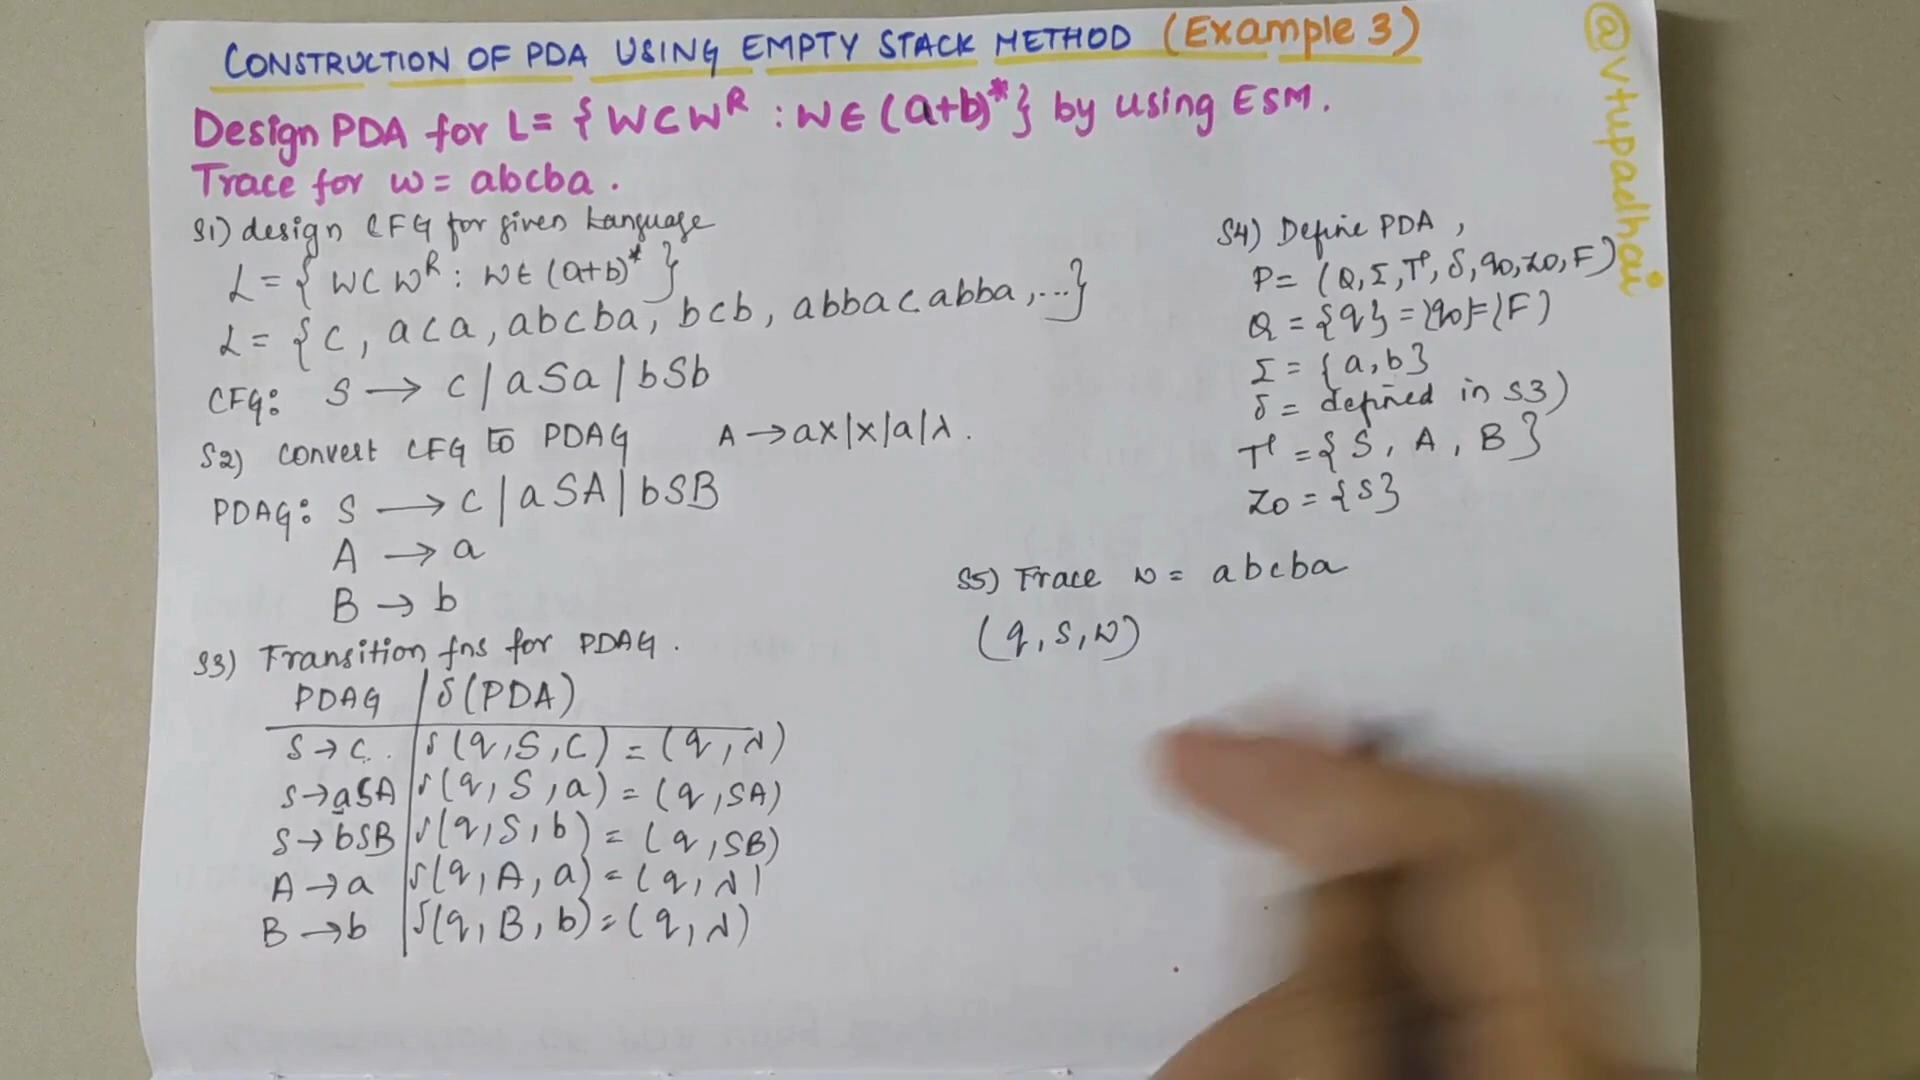 CONSTRUCTION OF PDA USING EMPTY STACK METHOD (Example 3)
Design PDA for L= { WCW^R : W∈(a+b)^* } by using ESM.
Trace for w= abcba.
S1) design CFG for given Language
L= { WCW^R : W∈ (a+b)^* }
L= { c, aca, abcba, bcb, abbacabba,...}
CFG: S → c | aSa | bSb
S2) convert CFG to PDAG A→ax|x|a|λ.
PDAG: S → c | aSA | bSB
A → a
B → b
S3) Transition fns for PDAG.
PDAG | δ(PDA)
S→c. | δ(q,S,C) = (q,λ)
S→aSA | δ(q,S,a) = (q,SA)
S→bSB | δ(q,S,b) = (q,SB)
A→a | δ(q,A,a) = (q,λ)
B→b | δ(q,B,b) = (q,λ)
S4) Define PDA,
P= (Q,Σ,Γ,δ,q0,z0,F)
Q = {q} = {q0}={F)
Σ = {a,b}
δ = defined in S3)
Γ = {S, A, B}
Z0 = {S}
S5) Trace w = abcba
(q,S,w)
@vtupadhai